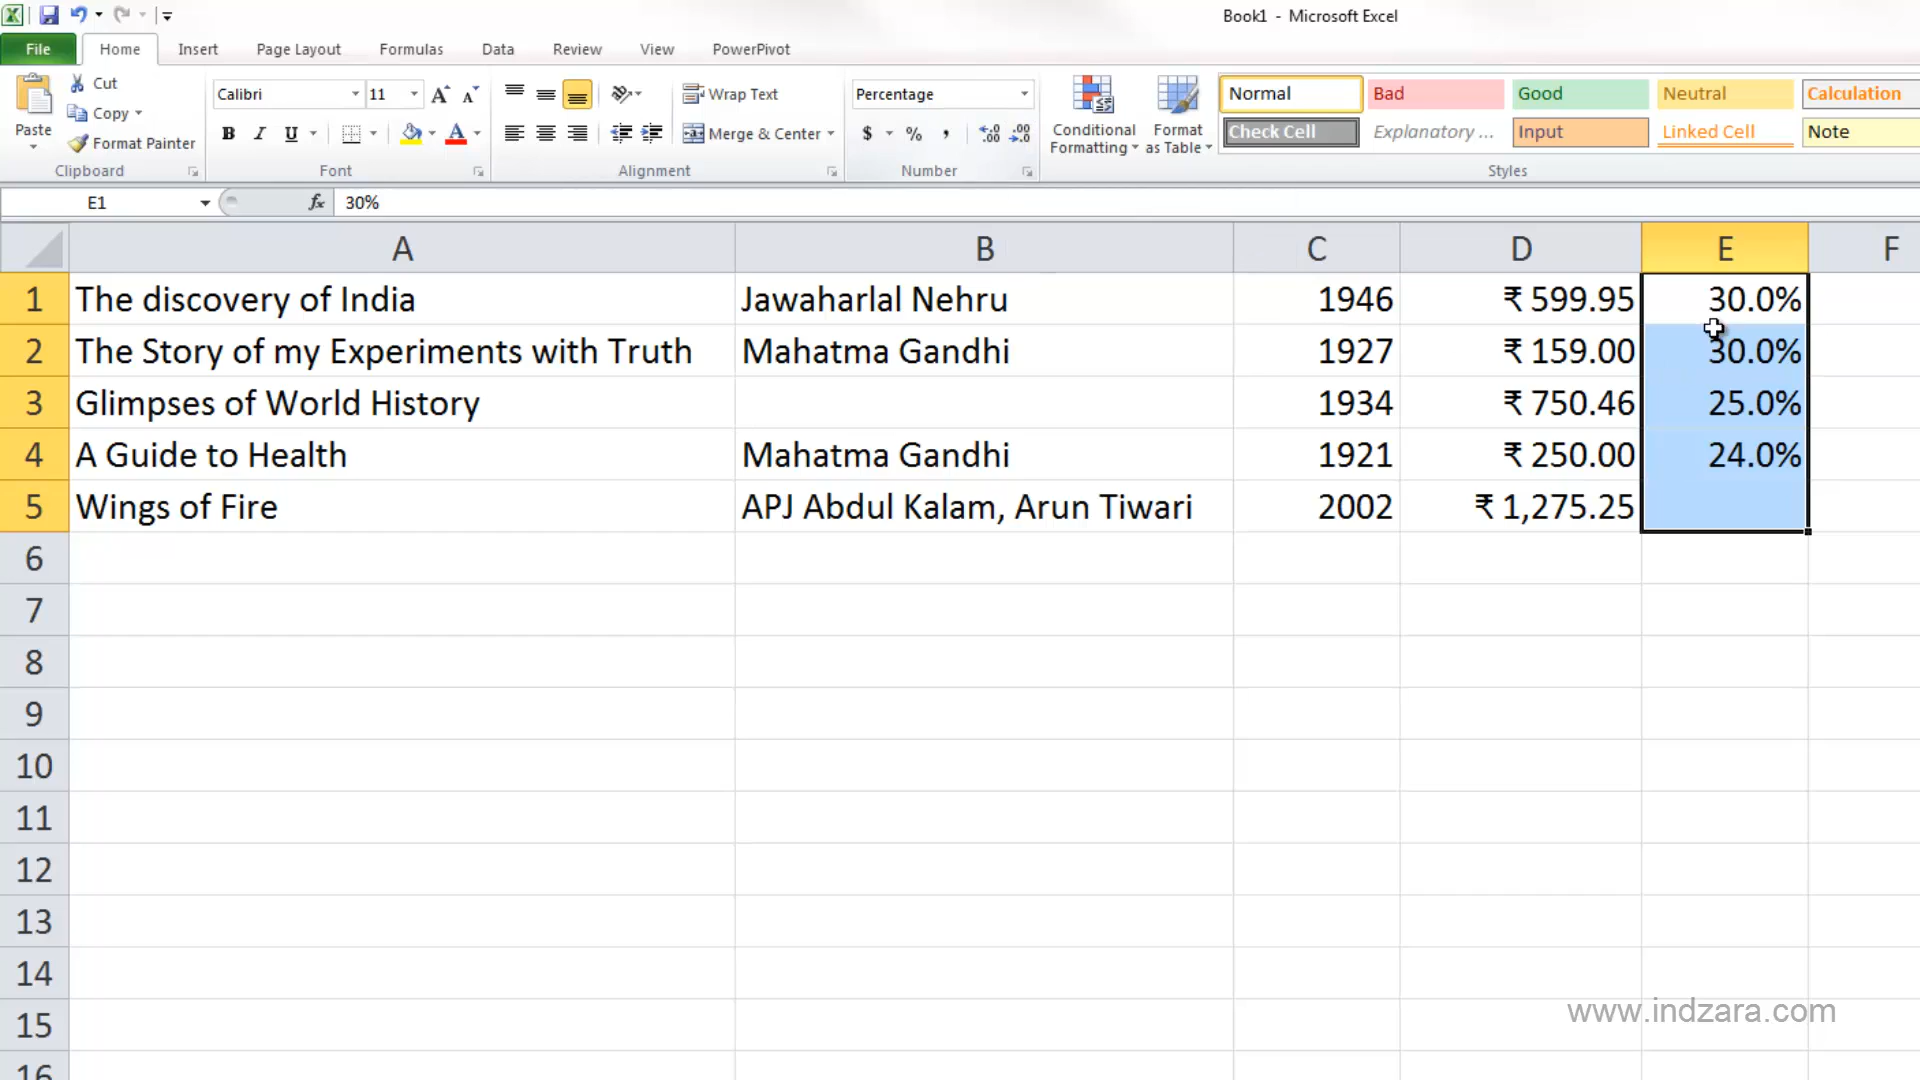 Book1 - Microsoft Excel
File Home Insert Page Layout Formulas Data Review View PowerPivot
Paste
Cut
Copy
Format Painter
Clipboard
Calibri 11
B I U
Font
Wrap Text
Merge & Center
Alignment
Percentage
$ % ,
Number
Conditional Formatting
Format as Table
Normal Bad Good Neutral Calculation
Check Cell Explanatory ... Input Linked Cell Note
Styles
E1 fx 30%
A B C D E F
1 The discovery of India Jawaharlal Nehru 1946 ₹ 599.95 30.0%
2 The Story of my Experiments with Truth Mahatma Gandhi 1927 ₹ 159.00 30.0%
3 Glimpses of World History 1934 ₹ 750.46 25.0%
4 A Guide to Health Mahatma Gandhi 1921 ₹ 250.00 24.0%
5 Wings of Fire APJ Abdul Kalam, Arun Tiwari 2002 ₹ 1,275.25
6
7
8
9
10
11
12
13
14
15
16
www.indzara.com